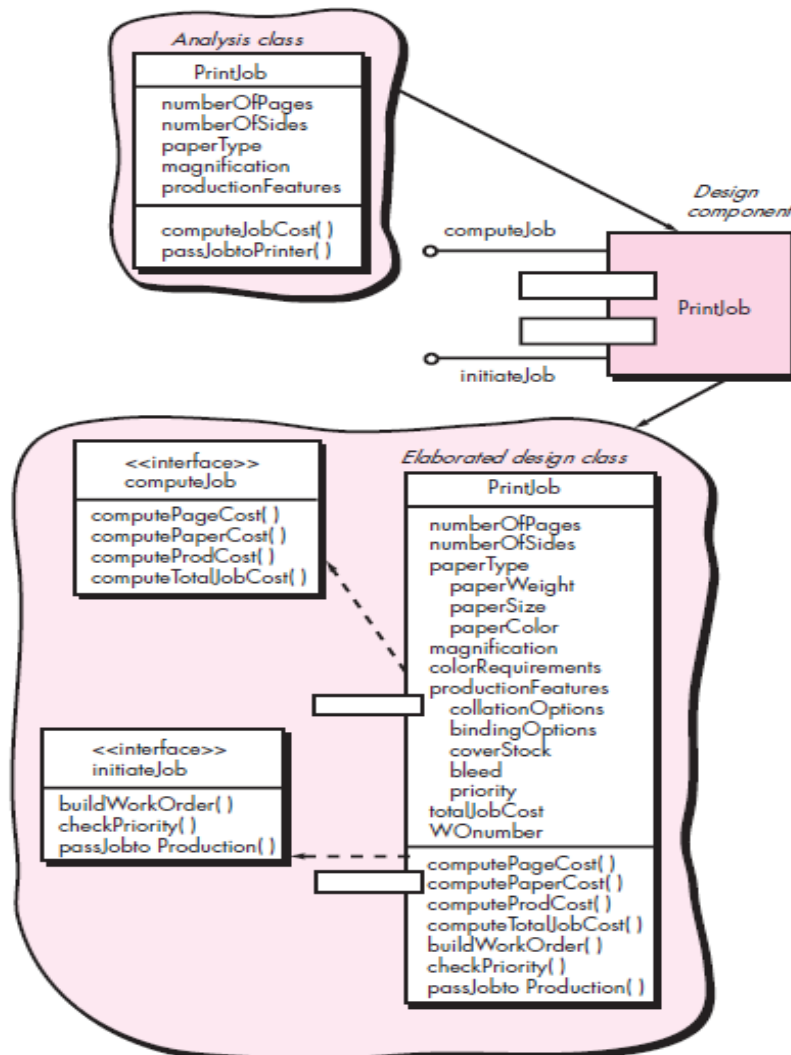 Analysis class
PrintJob
numberOfPages
numberOfSides
paperType
magnification
productionFeatures
computeJobCost( )
passJobtoPrinter( )
Design
component
computeJob
PrintJob
initiateJob
<<interface>>
computeJob
computePageCost( )
computePaperCost( )
computeProdCost( )
computeTotalJobCost( )
<<interface>>
initiateJob
buildWorkOrder( )
checkPriority( )
passJobto Production( )
Elaborated design class
PrintJob
numberOfPages
numberOfSides
paperType
paperWeight
paperSize
paperColor
magnification
colorRequirements
productionFeatures
collationOptions
bindingOptions
coverStock
bleed
priority
totalJobCost
WOnumber
computePageCost( )
computePaperCost( )
computeProdCost( )
computeTotalJobCost( )
buildWorkOrder( )
checkPriority( )
passJobto Production( )